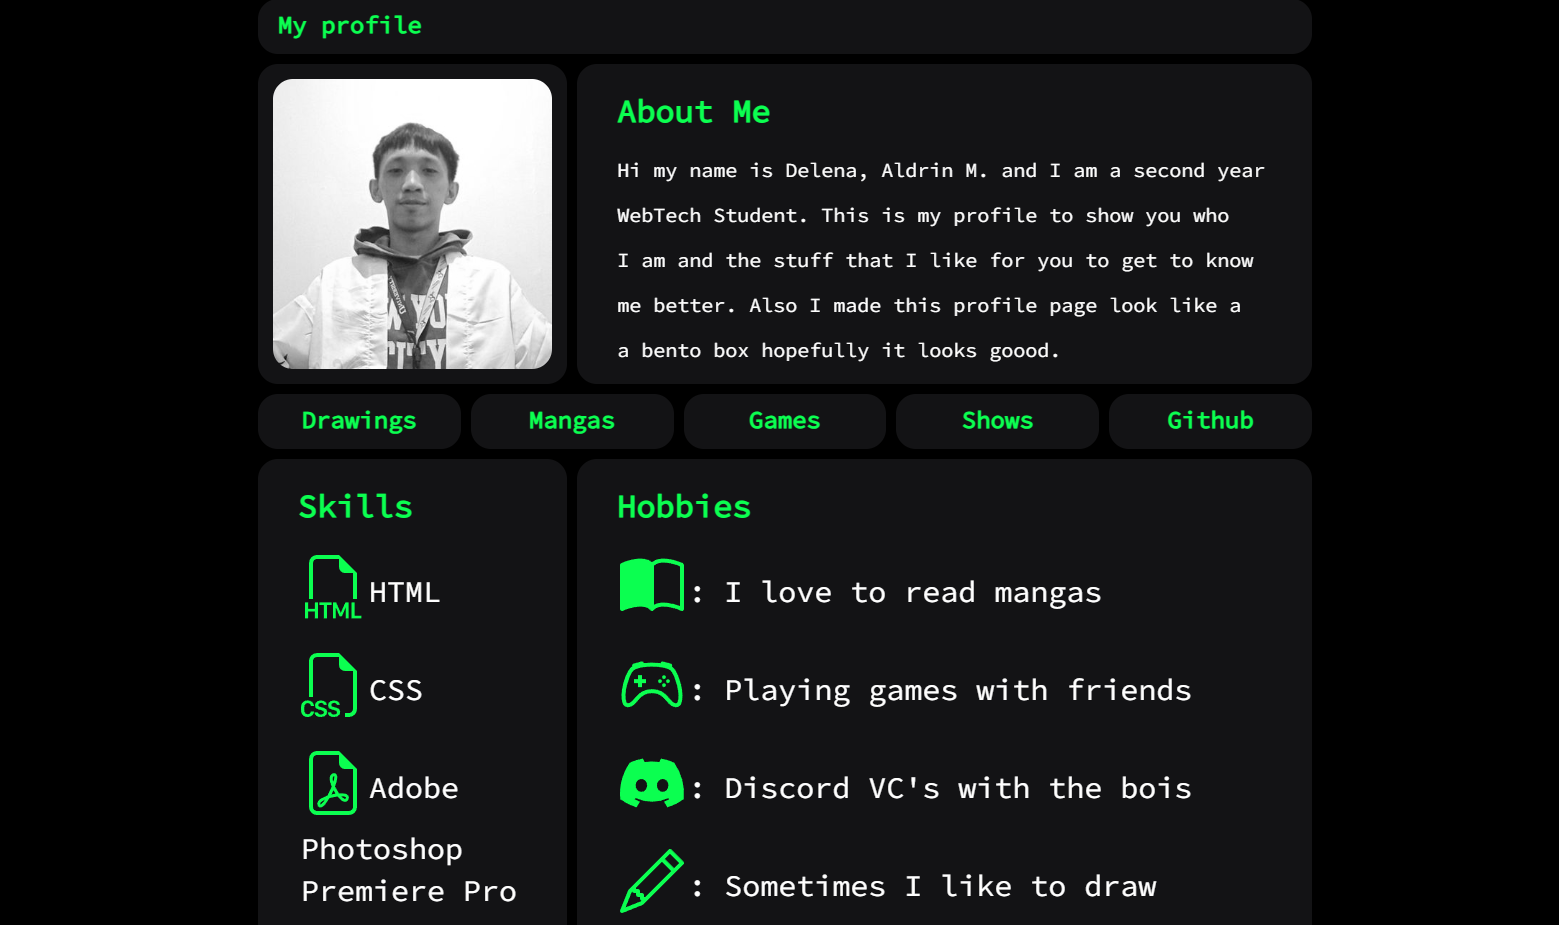 My profile
About Me
Hi my name is Delena, Aldrin M. and I am a second year
WebTech Student. This is my profile to show you who
I am and the stuff that I like for you to get to know
me better. Also I made this profile page look like a
a bento box hopefully it looks goood.
Drawings
Mangas
Games
Shows
Github
Skills
HTML HTML
CSS CSS
Adobe
Photoshop
Premiere Pro
Hobbies
: I love to read mangas
: Playing games with friends
: Discord VC's with the bois
: Sometimes I like to draw